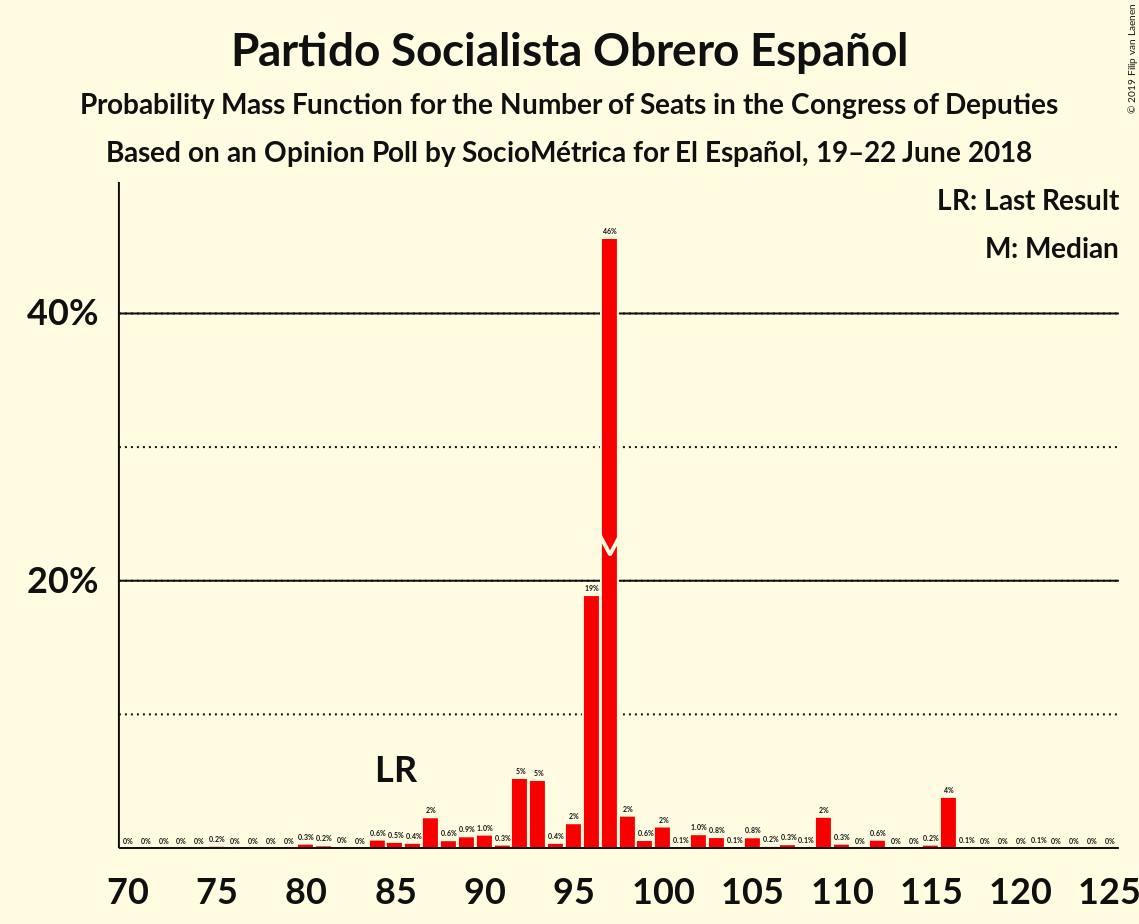 Partido Socialista Obrero Español
Probability Mass Function for the Number of Seats in the Congress of Deputies
Based on an Opinion Poll by SocioMétrica for El Español, 19–22 June 2018
© 2019 Filip van Laenen
LR: Last Result
M: Median
40%
20%
LR
M
0% 0% 0% 0% 0% 0.2% 0% 0% 0% 0% 0.3% 0.2% 0% 0% 0.6% 0.5% 0.4% 2% 0.6% 0.9% 1.0% 0.3% 5% 5% 0.4% 2% 19% 46% 2% 0.6% 2% 0.1% 1.0% 0.8% 0.1% 0.8% 0.2% 0.3% 0.1% 2% 0.3% 0% 0.6% 0% 0% 0.2% 4% 0.1% 0% 0% 0% 0.1% 0% 0% 0% 0%
70 75 80 85 90 95 100 105 110 115 120 125